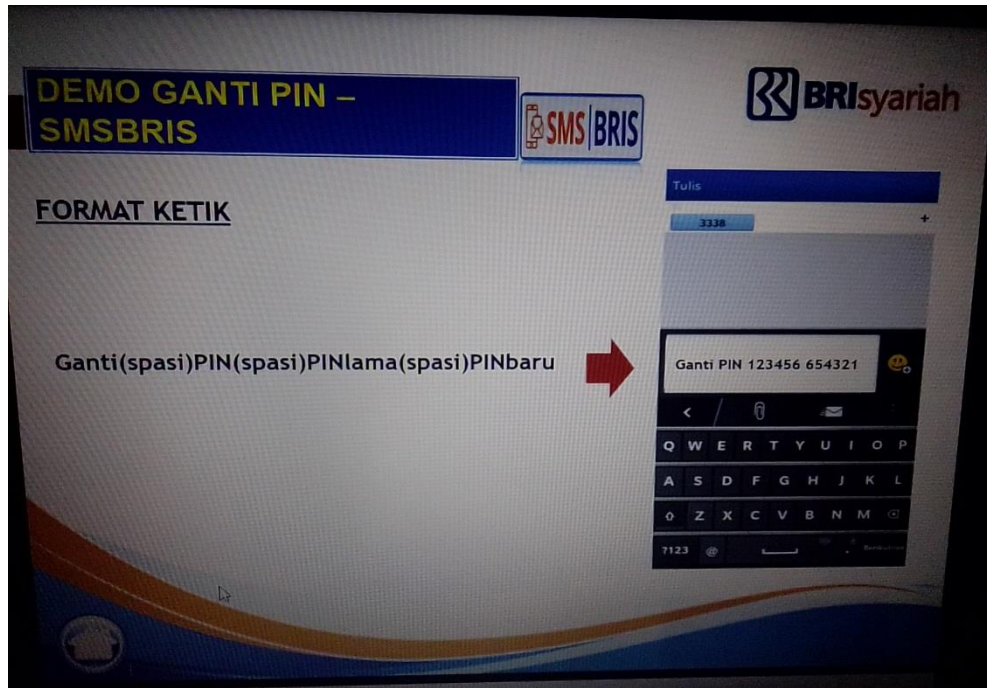 DEMO GANTI PIN –
SMSBRIS
SMS BRIS
BRIsyariah
FORMAT KETIK
Ganti(spasi)PIN(spasi)PINlama(spasi)PINbaru
Tulis
3338
+
Ganti PIN 123456 654321
Q W E R T Y U I O P
A S D F G H J K L
Z X C V B N M
?123 @ .